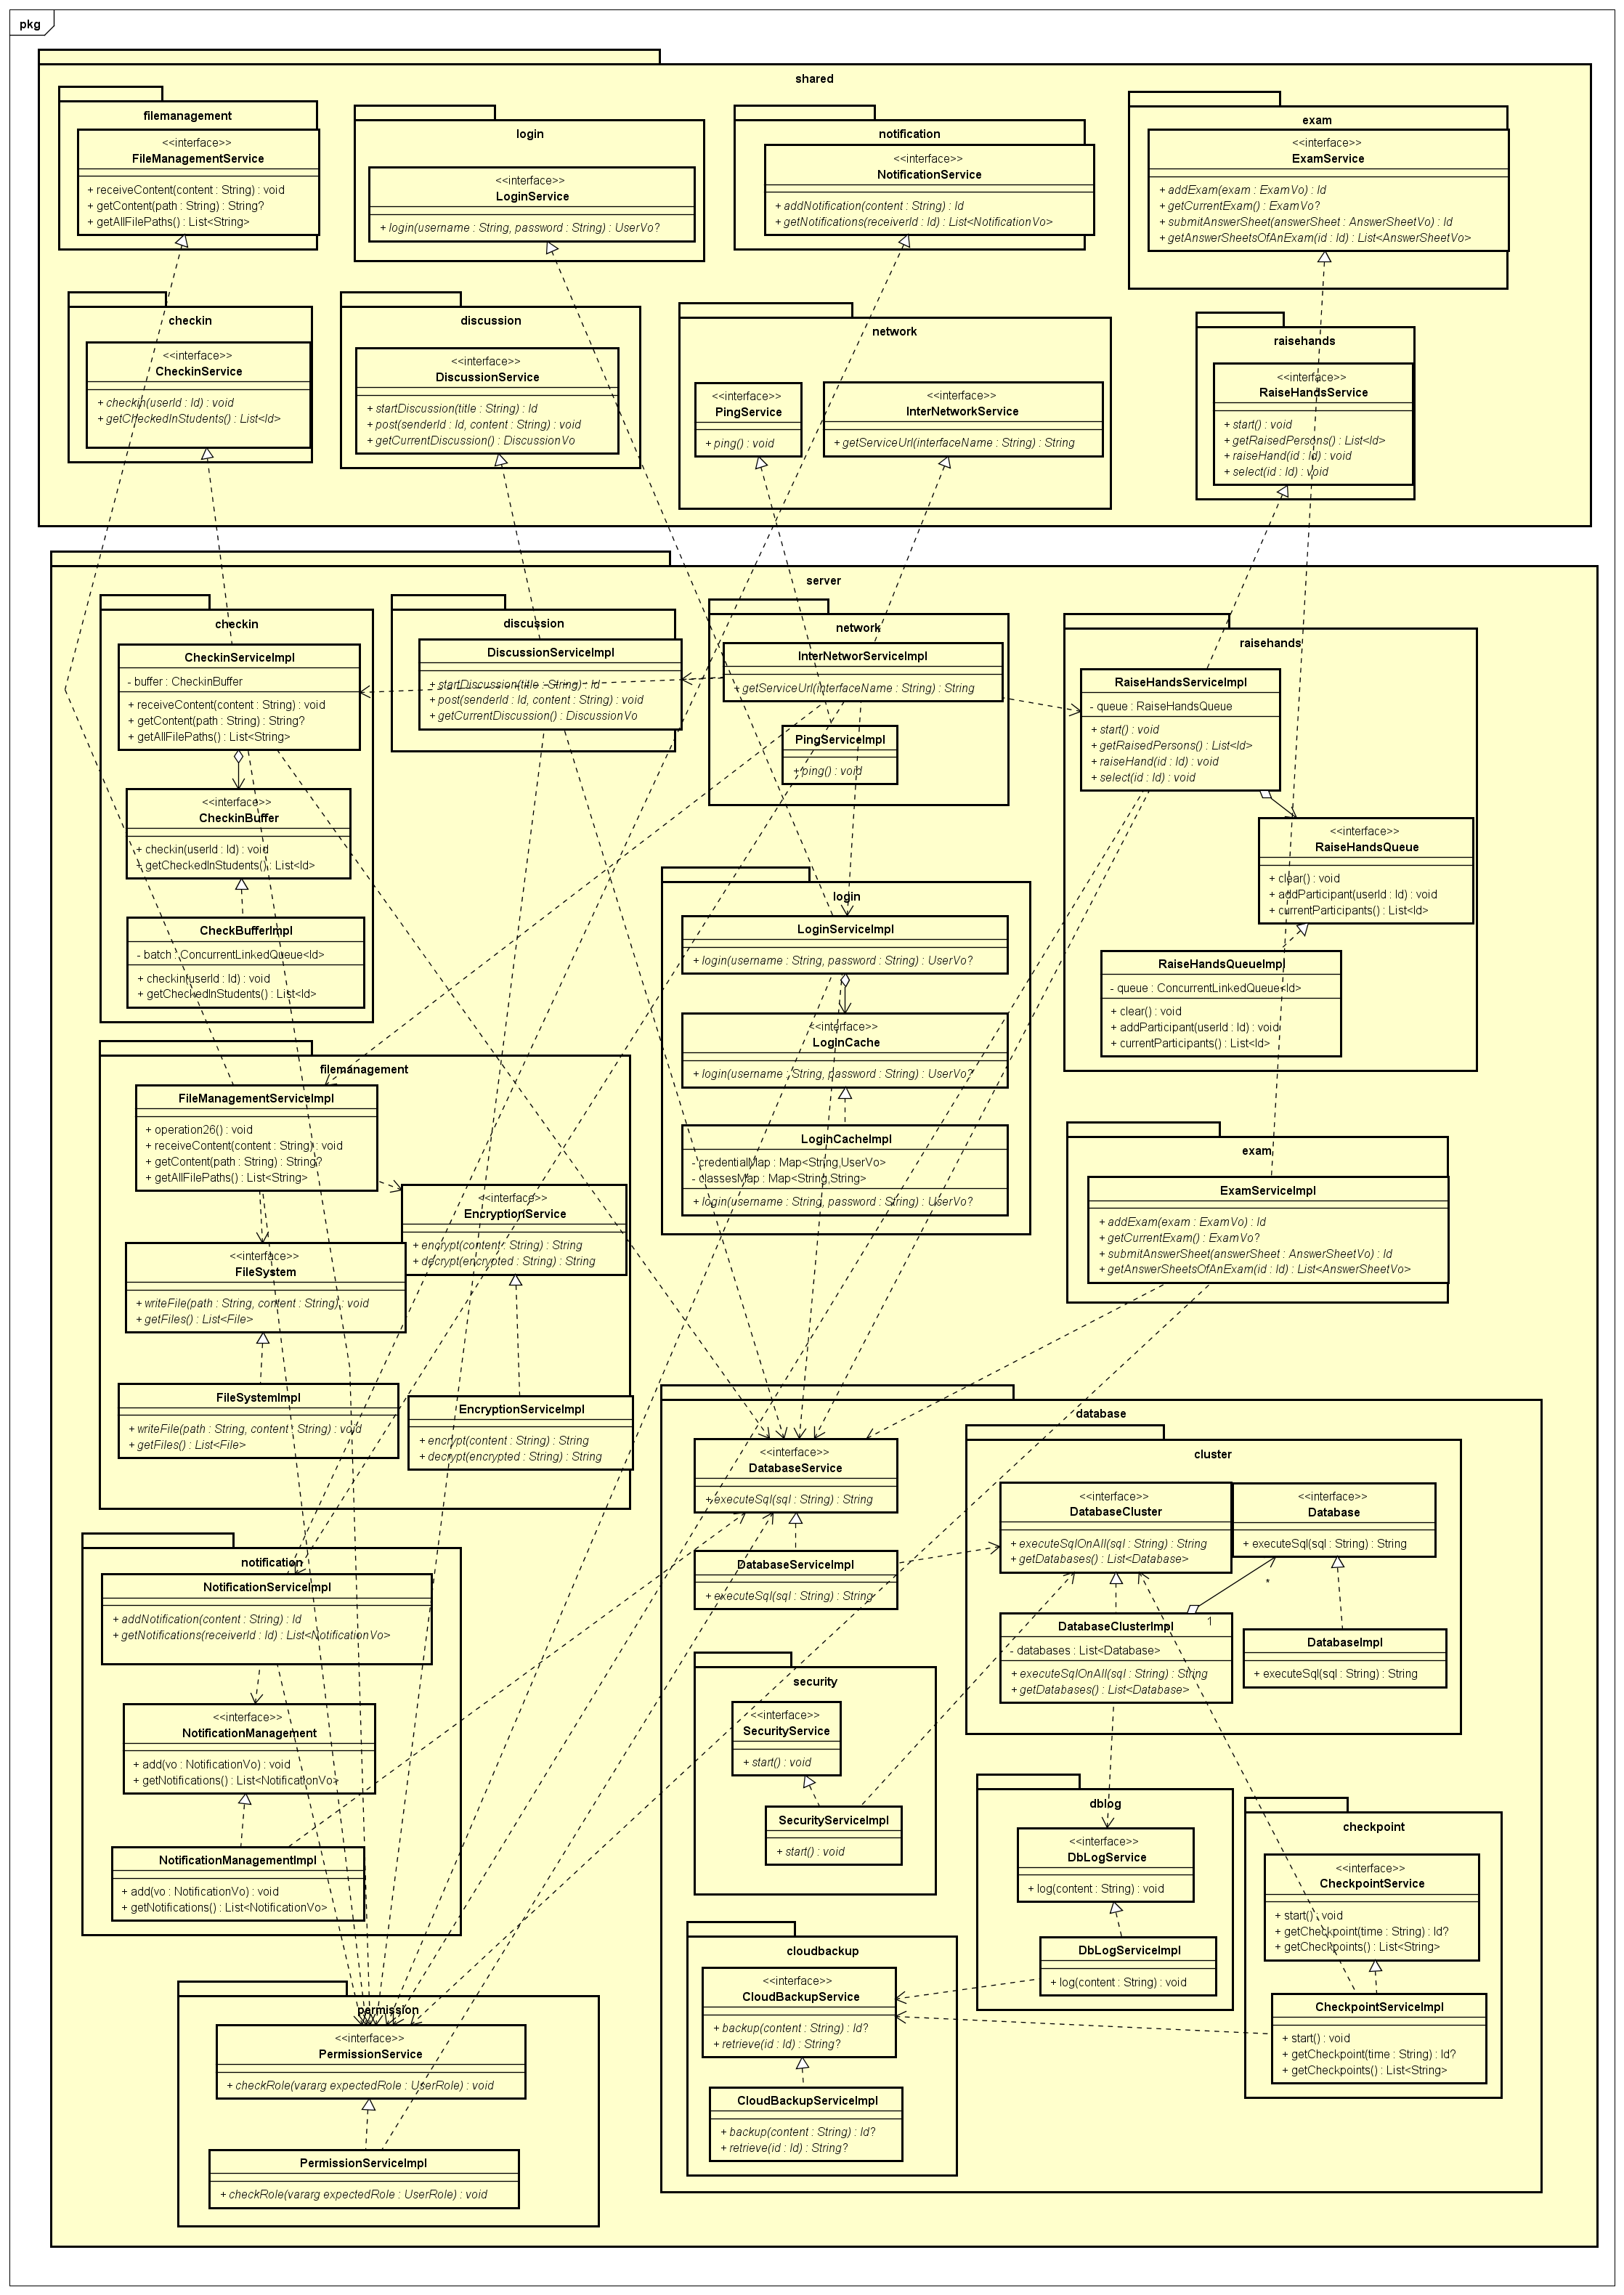 pkg
shared
filemanagement
<<interface>>
FileManagementService
+ receiveContent(content : String) : void
+ getContent(path : String) : String?
+ getAllFilePaths() : List<String>
login
<<interface>>
LoginService
+ login(username : String, password : String) : UserVo?
notification
<<interface>>
NotificationService
+ addNotification(content : String) : Id
+ getNotifications(receiverId : Id) : List<NotificationVo>
exam
<<interface>>
ExamService
+ addExam(exam : ExamVo) : Id
+ getCurrentExam() : ExamVo?
+ submitAnswerSheet(answerSheet : AnswerSheetVo) : Id
+ getAnswerSheetsOfAnExam(id : Id) : List<AnswerSheetVo>
checkin
<<interface>>
CheckinService
+ checkin(userId : Id) : void
+ getCheckedInStudents() : List<Id>
discussion
<<interface>>
DiscussionService
+ startDiscussion(title : String) : Id
+ post(senderId : Id, content : String) : void
+ getCurrentDiscussion() : DiscussionVo
network
<<interface>>
PingService
+ ping() : void
<<interface>>
InterNetworkService
+ getServiceUrl(interfaceName : String) : String
raisehands
<<interface>>
RaiseHandsService
+ start() : void
+ getRaisedPersons() : List<Id>
+ raiseHand(id : Id) : void
+ select(id : Id) : void
server
checkin
CheckinServiceImpl
- buffer : CheckinBuffer
+ receiveContent(content : String) : void
+ getContent(path : String) : String?
+ getAllFilePaths() : List<String>
<<interface>>
CheckinBuffer
+ checkin(userId : Id) : void
+ getCheckedInStudents() : List<Id>
CheckBufferImpl
- batch : ConcurrentLinkedQueue<Id>
+ checkin(userId : Id) : void
+ getCheckedInStudents() : List<Id>
discussion
DiscussionServiceImpl
+ startDiscussion(title : String) : Id
+ post(senderId : Id, content : String) : void
+ getCurrentDiscussion() : DiscussionVo
network
InterNetworServiceImpl
+ getServiceUrl(interfaceName : String) : String
PingServiceImpl
+ ping() : void
raisehands
RaiseHandsServiceImpl
- queue : RaiseHandsQueue
+ start() : void
+ getRaisedPersons() : List<Id>
+ raiseHand(id : Id) : void
+ select(id : Id) : void
<<interface>>
RaiseHandsQueue
+ clear() : void
+ addParticipant(userId : Id) : void
+ currentParticipants() : List<Id>
RaiseHandsQueueImpl
- queue : ConcurrentLinkedQueue<Id>
+ clear() : void
+ addParticipant(userId : Id) : void
+ currentParticipants() : List<Id>
login
LoginServiceImpl
+ login(username : String, password : String) : UserVo?
<<interface>>
LoginCache
+ login(username : String, password : String) : UserVo?
LoginCacheImpl
- credentialMap : Map<String,UserVo>
- classesMap : Map<String,String>
+ login(username : String, password : String) : UserVo?
filemanagement
FileManagementServiceImpl
+ operation26() : void
+ receiveContent(content : String) : void
+ getContent(path : String) : String?
+ getAllFilePaths() : List<String>
<<interface>>
EncryptionService
+ encrypt(content : String) : String
+ decrypt(encrypted : String) : String
<<interface>>
FileSystem
+ writeFile(path : String, content : String) : void
+ getFiles() : List<File>
FileSystemImpl
+ writeFile(path : String, content : String) : void
+ getFiles() : List<File>
EncryptionServiceImpl
+ encrypt(content : String) : String
+ decrypt(encrypted : String) : String
exam
ExamServiceImpl
+ addExam(exam : ExamVo) : Id
+ getCurrentExam() : ExamVo?
+ submitAnswerSheet(answerSheet : AnswerSheetVo) : Id
+ getAnswerSheetsOfAnExam(id : Id) : List<AnswerSheetVo>
database
<<interface>>
DatabaseService
+ executeSql(sql : String) : String
DatabaseServiceImpl
+ executeSql(sql : String) : String
cluster
<<interface>>
DatabaseCluster
+ executeSqlOnAll(sql : String) : String
+ getDatabases() : List<Database>
<<interface>>
Database
+ executeSql(sql : String) : String
*
1
DatabaseClusterImpl
- databases : List<Database>
+ executeSqlOnAll(sql : String) : String
+ getDatabases() : List<Database>
DatabaseImpl
+ executeSql(sql : String) : String
notification
NotificationServiceImpl
+ addNotification(content : String) : Id
+ getNotifications(receiverId : Id) : List<NotificationVo>
<<interface>>
NotificationManagement
+ add(vo : NotificationVo) : void
+ getNotifications() : List<NotificationVo>
NotificationManagementImpl
+ add(vo : NotificationVo) : void
+ getNotifications() : List<NotificationVo>
security
<<interface>>
SecurityService
+ start() : void
SecurityServiceImpl
+ start() : void
dblog
<<interface>>
DbLogService
+ log(content : String) : void
DbLogServiceImpl
+ log(content : String) : void
checkpoint
<<interface>>
CheckpointService
+ start() : void
+ getCheckpoint(time : String) : Id?
+ getCheckpoints() : List<String>
CheckpointServiceImpl
+ start() : void
+ getCheckpoint(time : String) : Id?
+ getCheckpoints() : List<String>
cloudbackup
<<interface>>
CloudBackupService
+ backup(content : String) : Id?
+ retrieve(id : Id) : String?
CloudBackupServiceImpl
+ backup(content : String) : Id?
+ retrieve(id : Id) : String?
permission
<<interface>>
PermissionService
+ checkRole(vararg expectedRole : UserRole) : void
PermissionServiceImpl
+ checkRole(vararg expectedRole : UserRole) : void